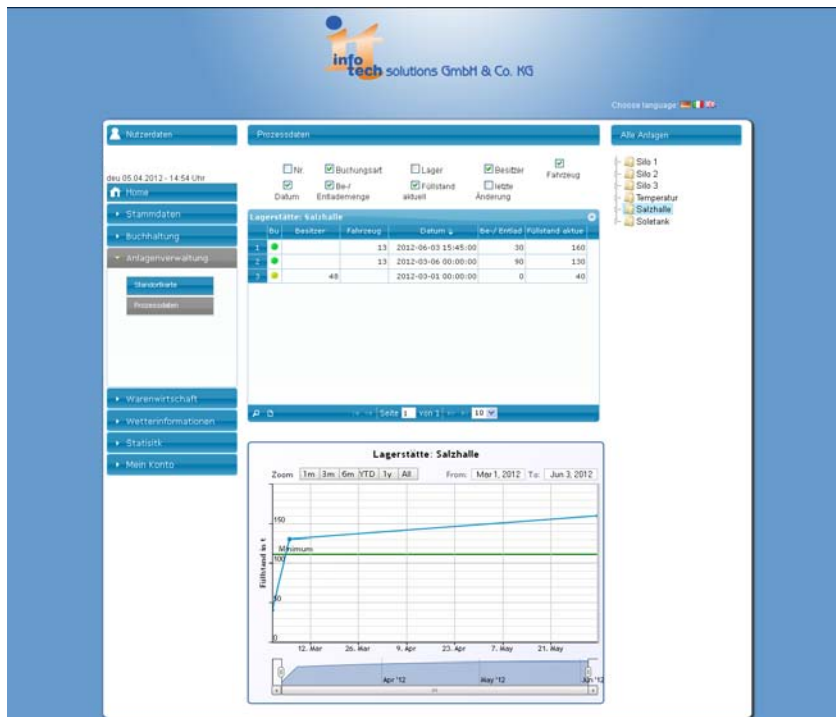 info
tech solutions GmbH & Co. KG
Choose language:
Nutzerdaten
Prozessdaten
Alle Anlagen
deu 05.04.2012 - 14:54 Uhr
Home
Stammdaten
Buchhaltung
Anlagenverwaltung
Standortkarte
Prozessdaten
Warenwirtschaft
Wetterinformationen
Statisitk
Mein Konto
Nr. Buchungsart Lager Besitzer Fahrzeug
Datum Be-/ Entlademenge Füllstand aktuell letzte Änderung
Lagerstätte: Salzhalle
Bu Besitzer Fahrzeug Datum Be-/ Entlad Füllstand aktue
1 13 2012-06-03 15:45:00 30 160
2 13 2012-03-06 00:00:00 90 130
3 48 2012-03-01 00:00:00 0 40
Seite 1 von 1 10
Silo 1
Silo 2
Silo 3
Temperatur
Salzhalle
Soletank
Lagerstätte: Salzhalle
Zoom 1m 3m 6m YTD 1y All From: Mar 1, 2012 To: Jun 3, 2012
Füllstand in t
150
Minimum
100
50
0
12. Mar 26. Mar 9. Apr 23. Apr 7. May 21. May
Apr '12 May '12 Jun '12